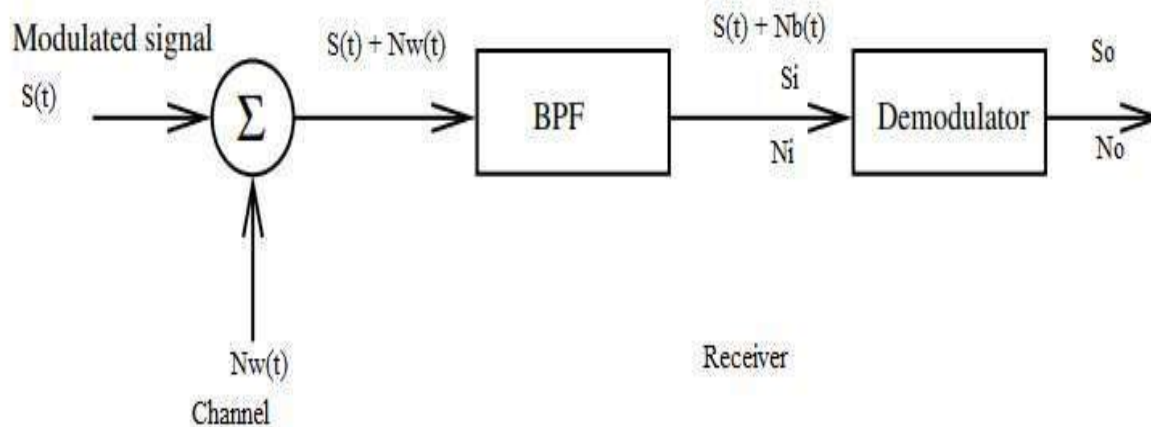 Modulated signal
S(t)
Σ
S(t) + Nw(t)
BPF
S(t) + Nb(t)
Si
Ni
Demodulator
So
No
Nw(t)
Channel
Receiver